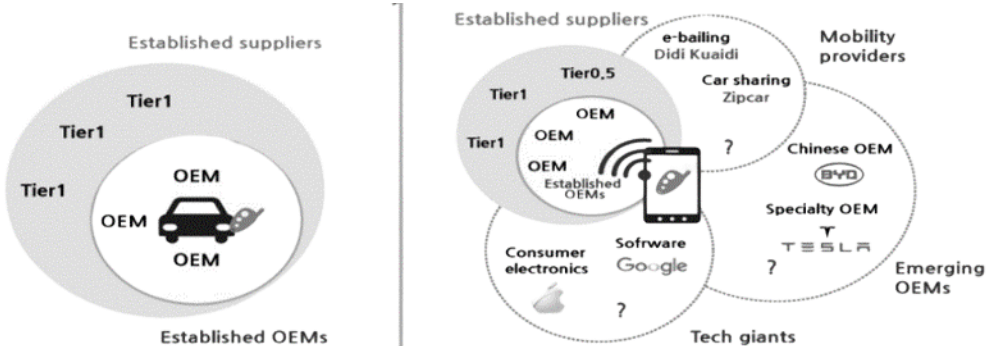 Established suppliers
Tier1
Tier1
Tier1
OEM
OEM
OEM
Established OEMs
Established suppliers
Tier0,5
Tier1
Tier1
OEM
OEM
OEM
Established
OEMs
e-bailing
Didi Kuaidi
Car sharing
Zipcar
?
Mobility
providers
Chinese OEM
BYD
Specialty OEM
TESLA
?
Emerging
OEMs
Consumer
electronics
Sofrware
Google
?
Tech giants